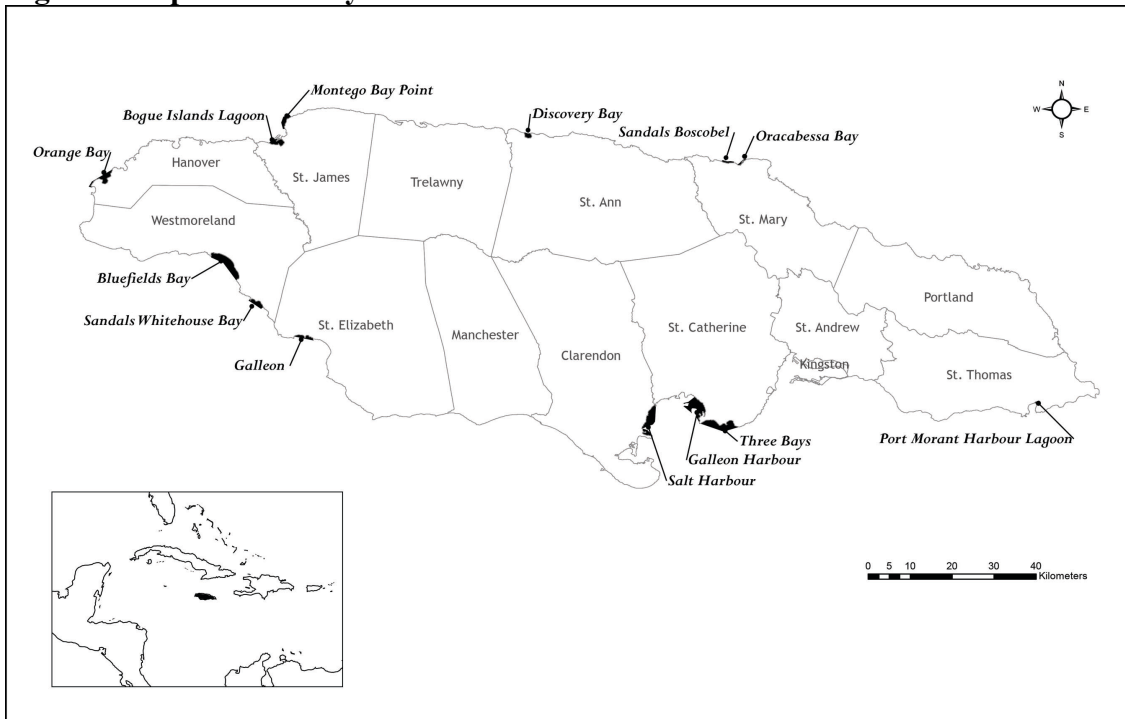 Montego Bay Point
N
Bogue Islands Lagoon
Discovery Bay
W
E
Sandals Boscobel
Oracabessa Bay
S
Orange Bay
Hanover
St. James
Trelawny
St. Ann
Westmoreland
St. Mary
Bluefields Bay
Portland
Sandals Whitehouse Bay
St. Elizabeth
Manchester
St. Catherine
St. Andrew
Clarendon
Galleon
Kingston
St. Thomas
Three Bays
Port Morant Harbour Lagoon
Galleon Harbour
Salt Harbour
0 5 10 20 30 40
Kilometers